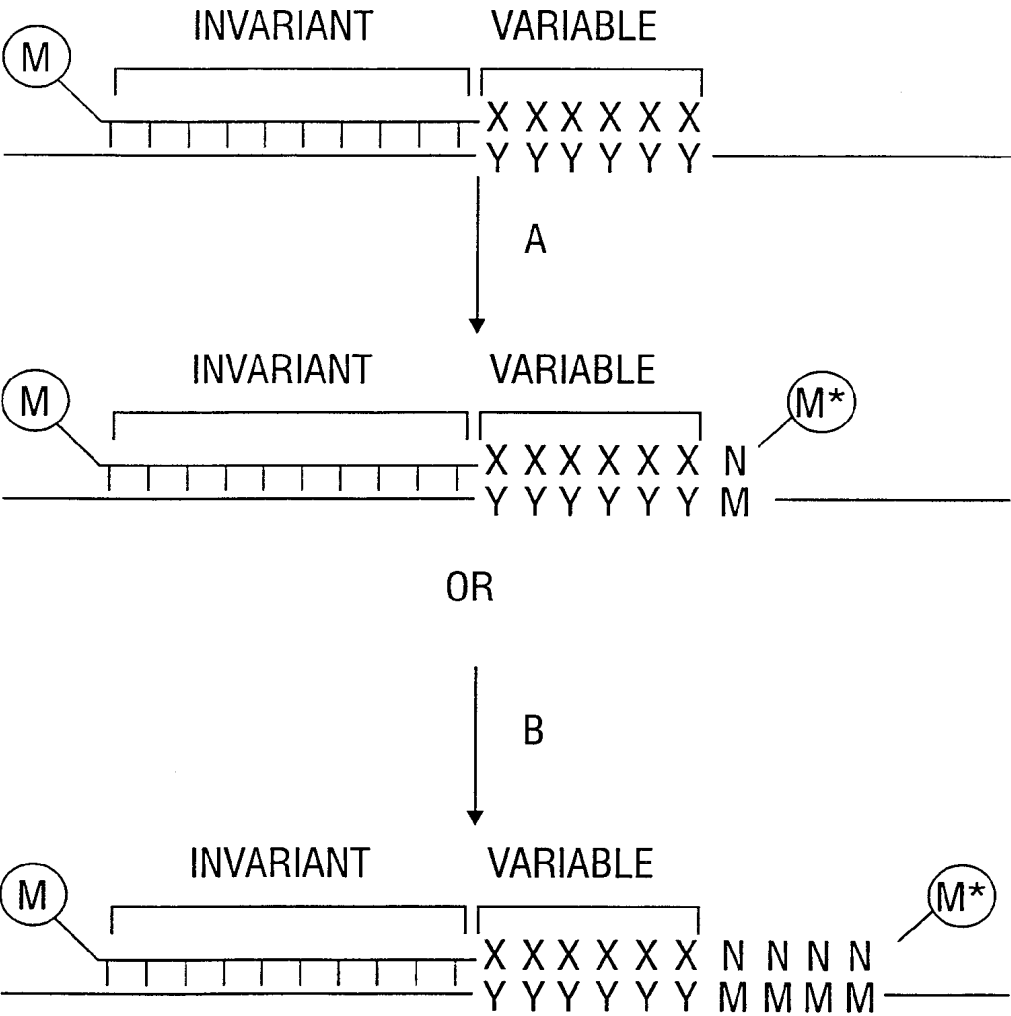 INVARIANT VARIABLE
M
X X X X X X
Y Y Y Y Y Y
A
INVARIANT VARIABLE
M M*
X X X X X X N
Y Y Y Y Y Y M
OR
B
INVARIANT VARIABLE
M M*
X X X X X X N N N N
Y Y Y Y Y Y M M M M